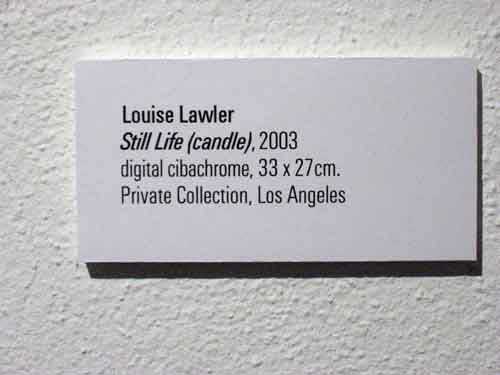 Louise Lawler
Still Life (candle), 2003
digital cibachrome, 33 x 27cm.
Private Collection, Los Angeles